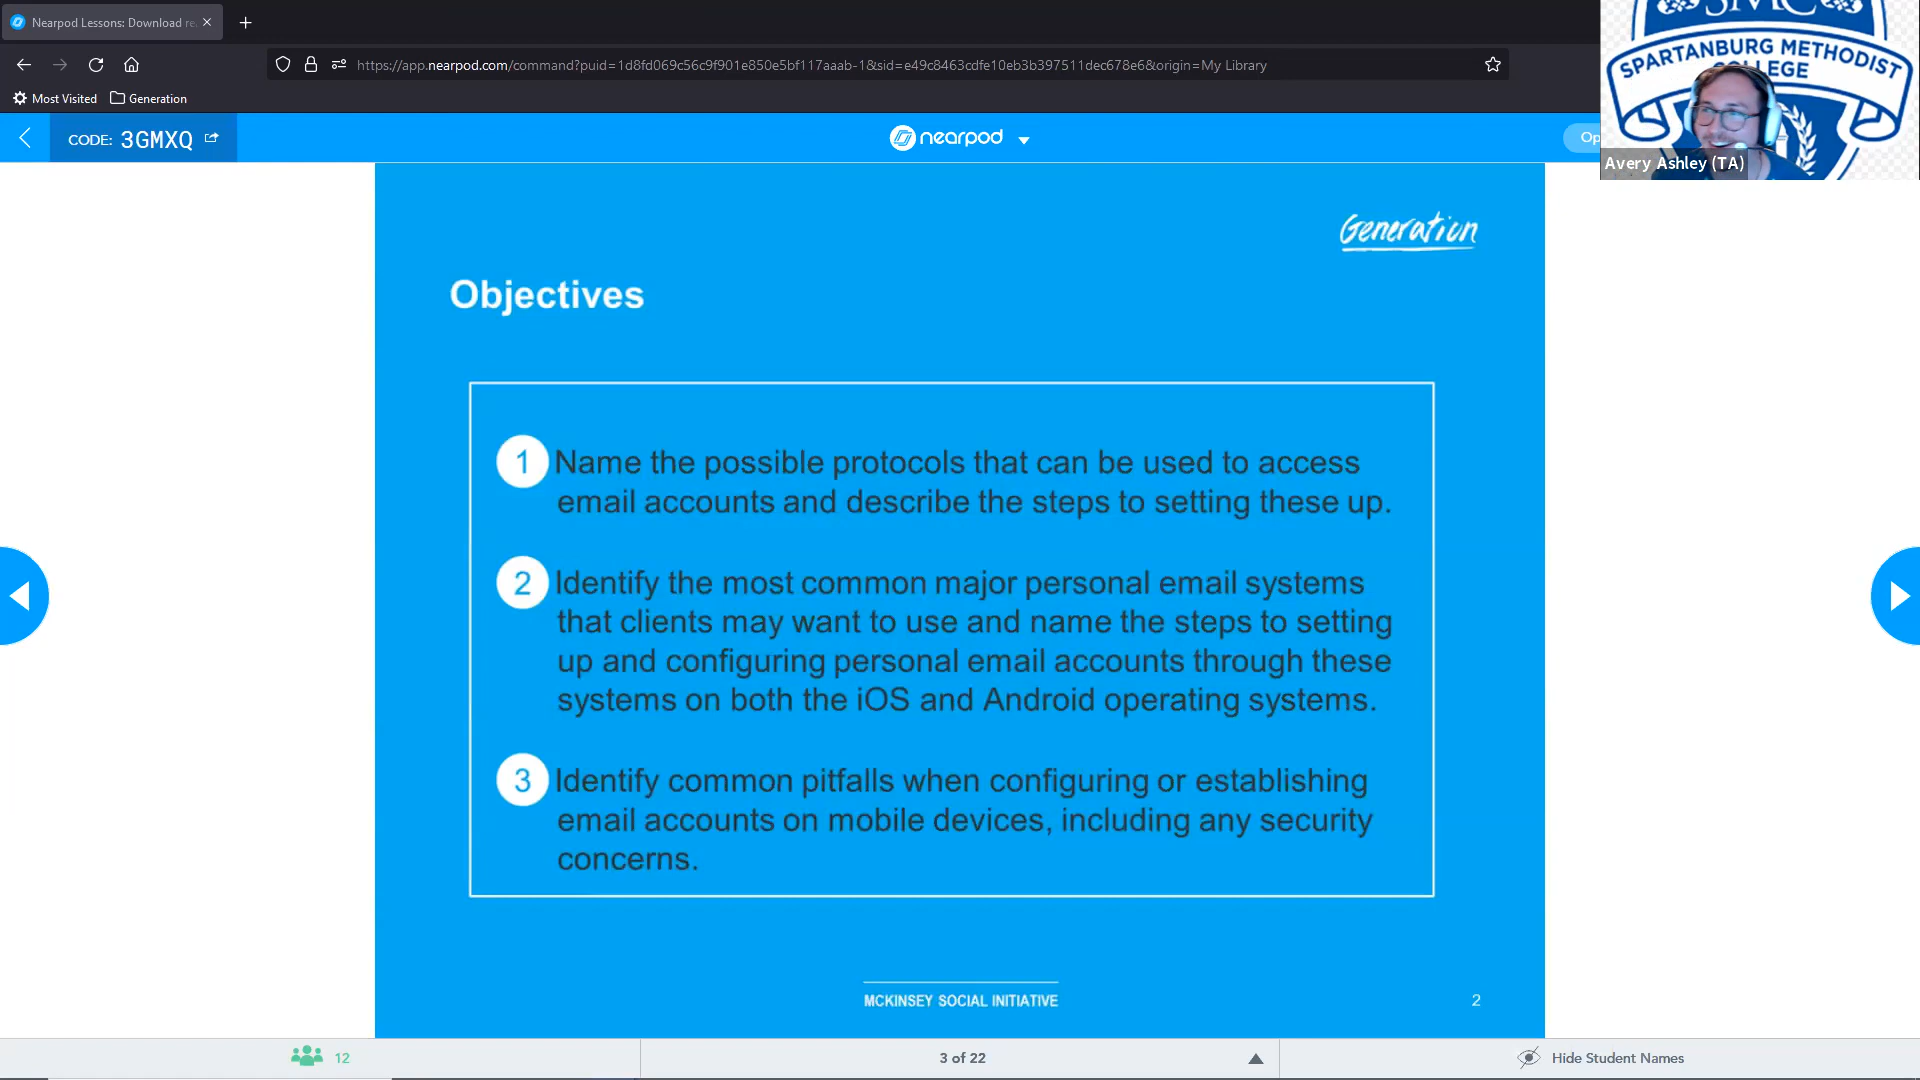 Nearpod Lessons: Download re
https://app.nearpod.com/command?puid=1d8fd069c56c9f901e850e5bf117aaab-1&sid=e49c8463cdfe10eb3b397511dec678e6&origin=My Library
Most Visited
Generation
SMC
SPARTANBURG METHODIST
COLLEGE
Avery Ashley (TA)
CODE: 3GMXQ
nearpod
Op
Generation
Objectives
1 Name the possible protocols that can be used to access
email accounts and describe the steps to setting these up.
2 Identify the most common major personal email systems
that clients may want to use and name the steps to setting
up and configuring personal email accounts through these
systems on both the iOS and Android operating systems.
3 Identify common pitfalls when configuring or establishing
email accounts on mobile devices, including any security
concerns.
MCKINSEY SOCIAL INITIATIVE
2
12
3 of 22
Hide Student Names